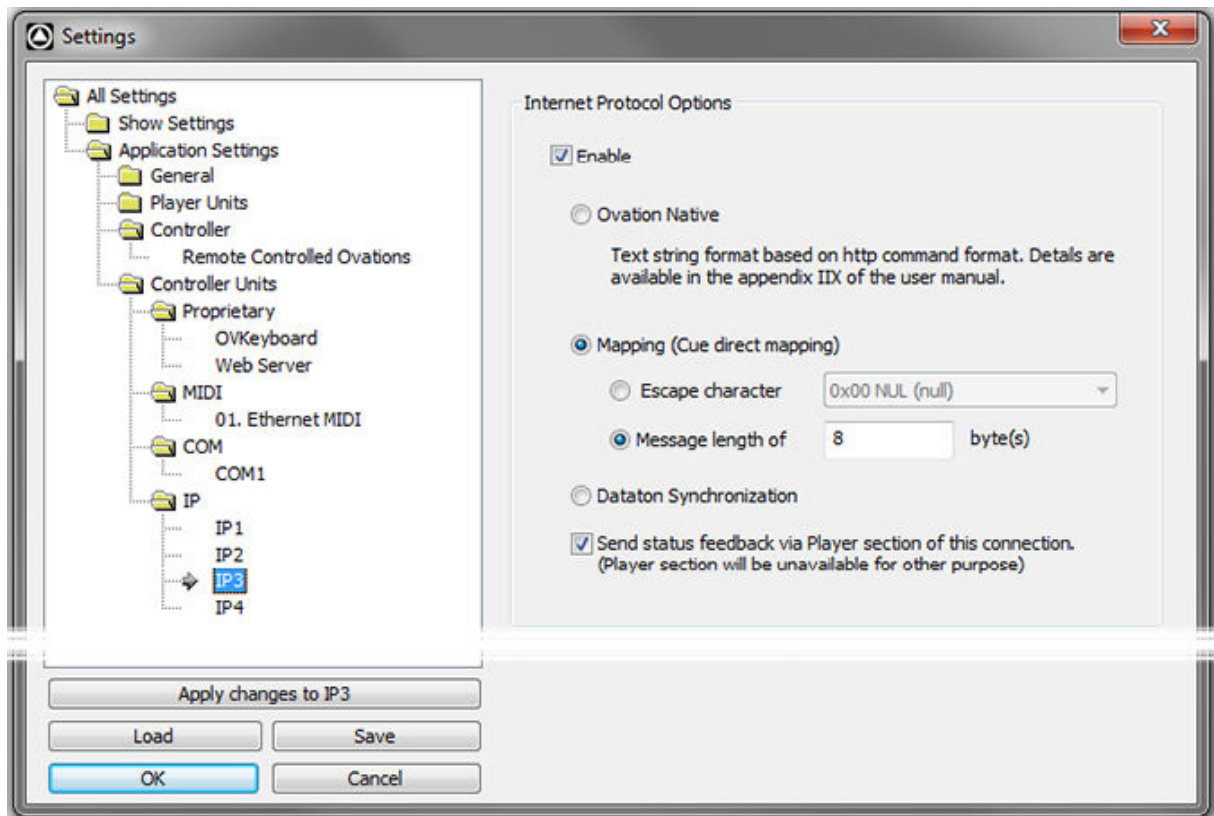 Settings
All Settings
Show Settings
Application Settings
General
Player Units
Controller
Remote Controlled Ovations
Controller Units
Proprietary
OVKeyboard
Web Server
MIDI
01. Ethernet MIDI
COM
COM1
IP
IP1
IP2
IP3
IP4
Apply changes to IP3
Load
Save
OK
Cancel
Internet Protocol Options
Enable
Ovation Native
Text string format based on http command format. Details are
available in the appendix IIX of the user manual.
Mapping (Cue direct mapping)
Escape character
0x00 NUL (null)
Message length of
8
byte(s)
Dataton Synchronization
Send status feedback via Player section of this connection.
(Player section will be unavailable for other purpose)